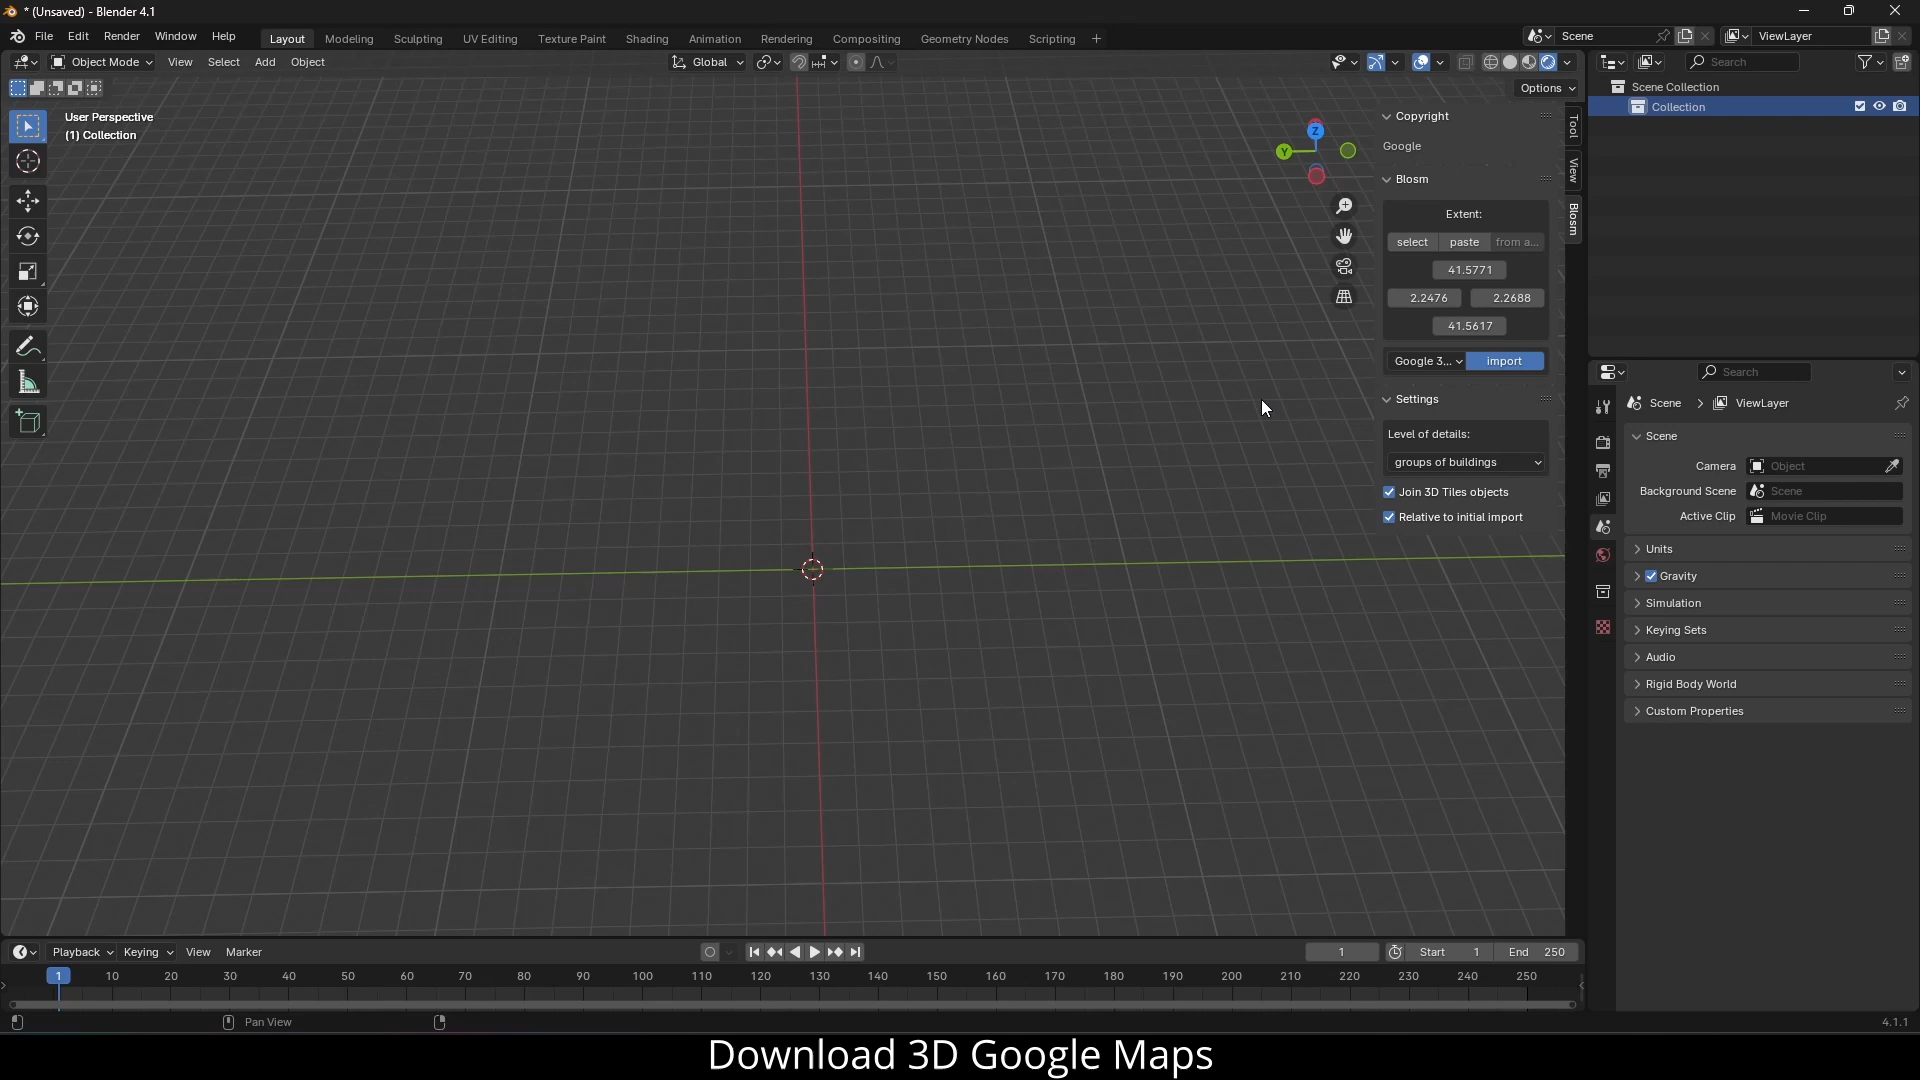 * (Unsaved) - Blender 4.1
File Edit Render Window Help Layout Modeling Sculpting UV Editing Texture Paint Shading Animation Rendering Compositing Geometry Nodes Scripting + Scene ViewLayer
Object Mode View Select Add Object Global Search
Options
User Perspective
(1) Collection
Z
Y
Copyright
Google
Blosm
Extent:
select paste from a...
41.5771
2.2476 2.2688
41.5617
Google 3... import
Settings
Level of details:
groups of buildings
Join 3D Tiles objects
Relative to initial import
Tool
View
Blosm
Scene Collection
Collection
Search
Scene > ViewLayer
Scene
Camera Object
Background Scene Scene
Active Clip Movie Clip
Units
Gravity
Simulation
Keying Sets
Audio
Rigid Body World
Custom Properties
Playback Keying View Marker 1 Start 1 End 250
1 10 20 30 40 50 60 70 80 90 100 110 120 130 140 150 160 170 180 190 200 210 220 230 240 250
Pan View 4.1.1
Download 3D Google Maps